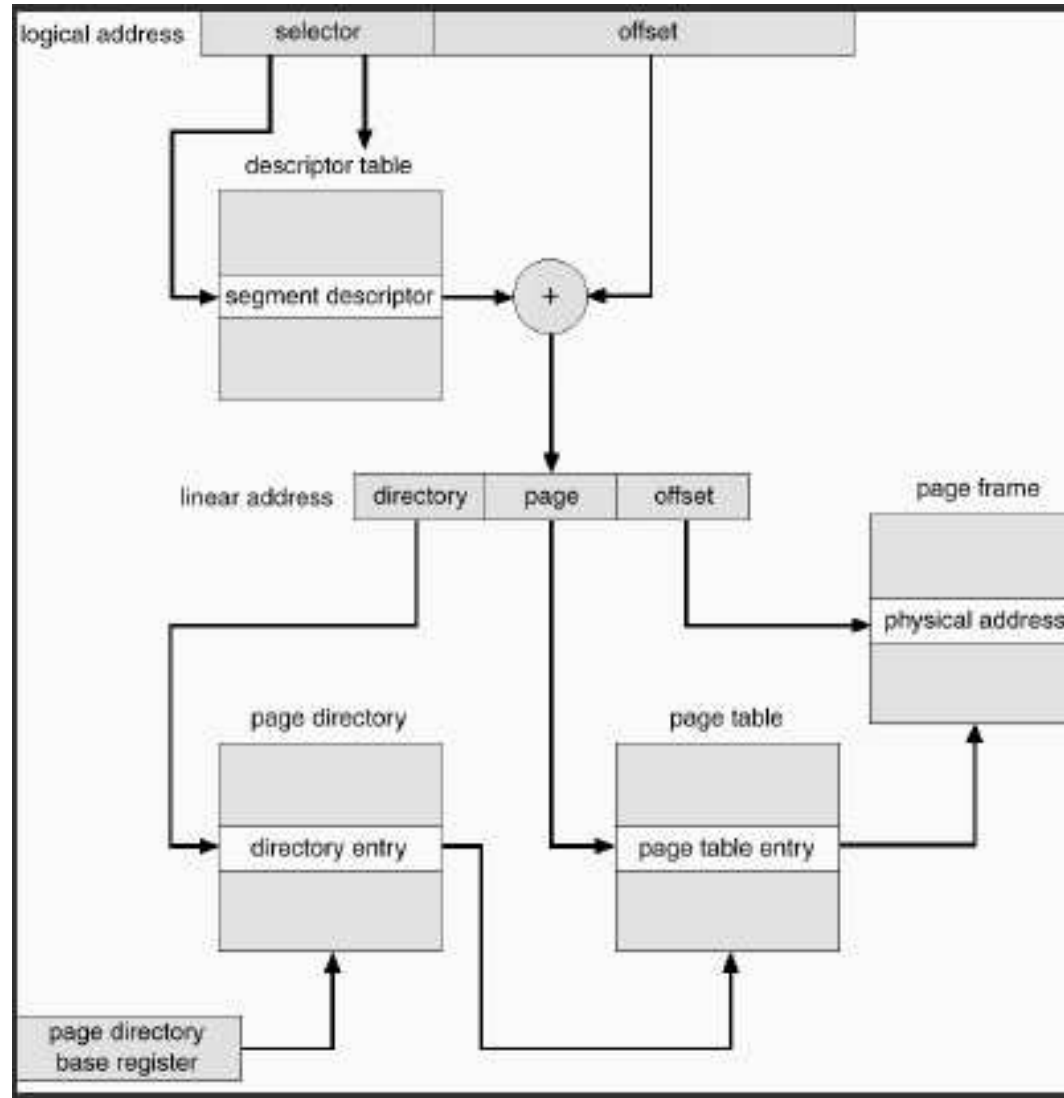 logical address
selector
offset
descriptor table
segment descriptor
+
linear address
directory
page
offset
page frame
physical address
page directory
page table
directory entry
page table entry
page directory
base register